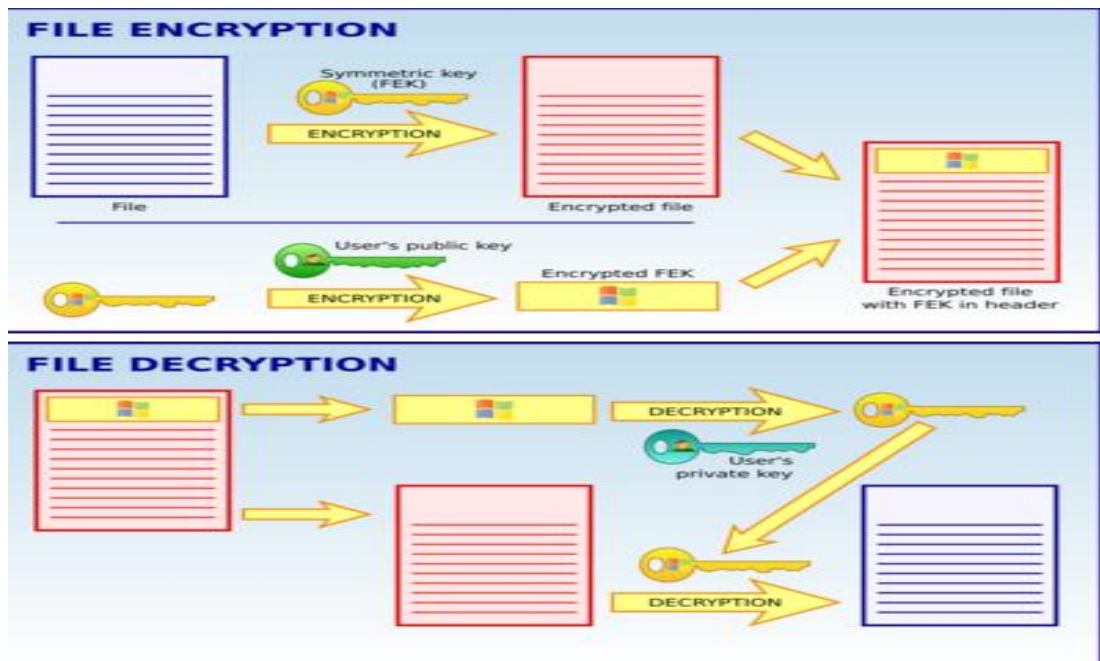 FILE ENCRYPTION
Symmetric key
(FEK)
ENCRYPTION
File
Encrypted file
User's public key
ENCRYPTION
Encrypted FEK
Encrypted file
with FEK in header
FILE DECRYPTION
DECRYPTION
User's
private key
DECRYPTION